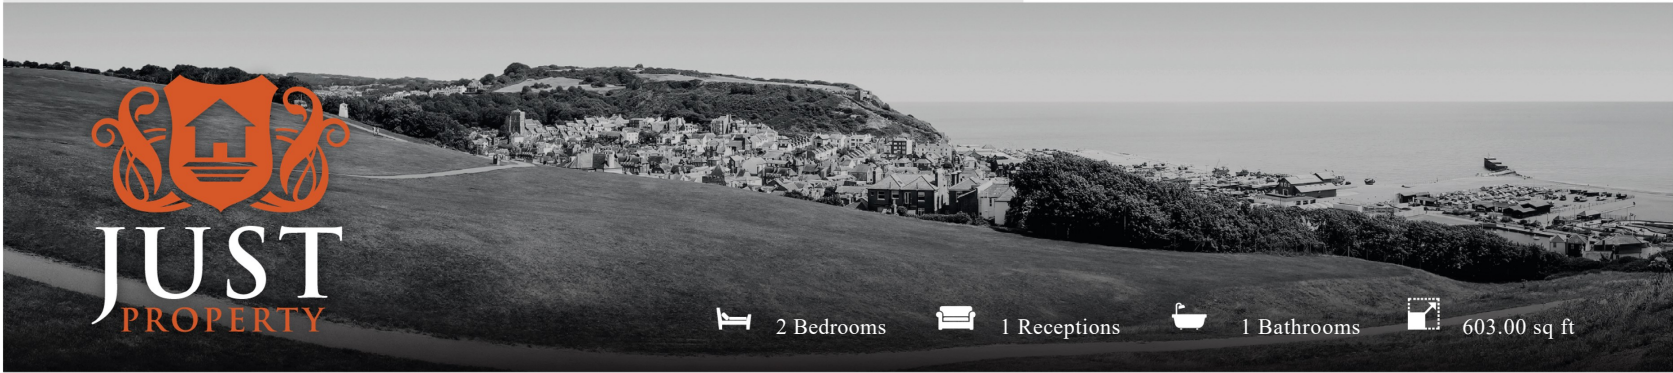 JUST
PROPERTY
2 Bedrooms
1 Receptions
1 Bathrooms
603.00 sq ft